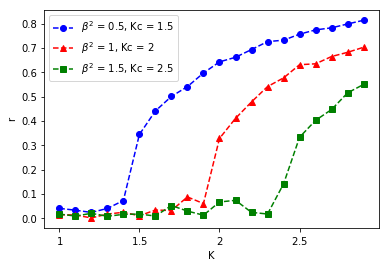 β² = 0.5, Kc = 1.5
β² = 1, Kc = 2
β² = 1.5, Kc = 2.5
0.8
0.7
0.6
0.5
0.4
0.3
0.2
0.1
0.0
r
1
1.5
2
2.5
K